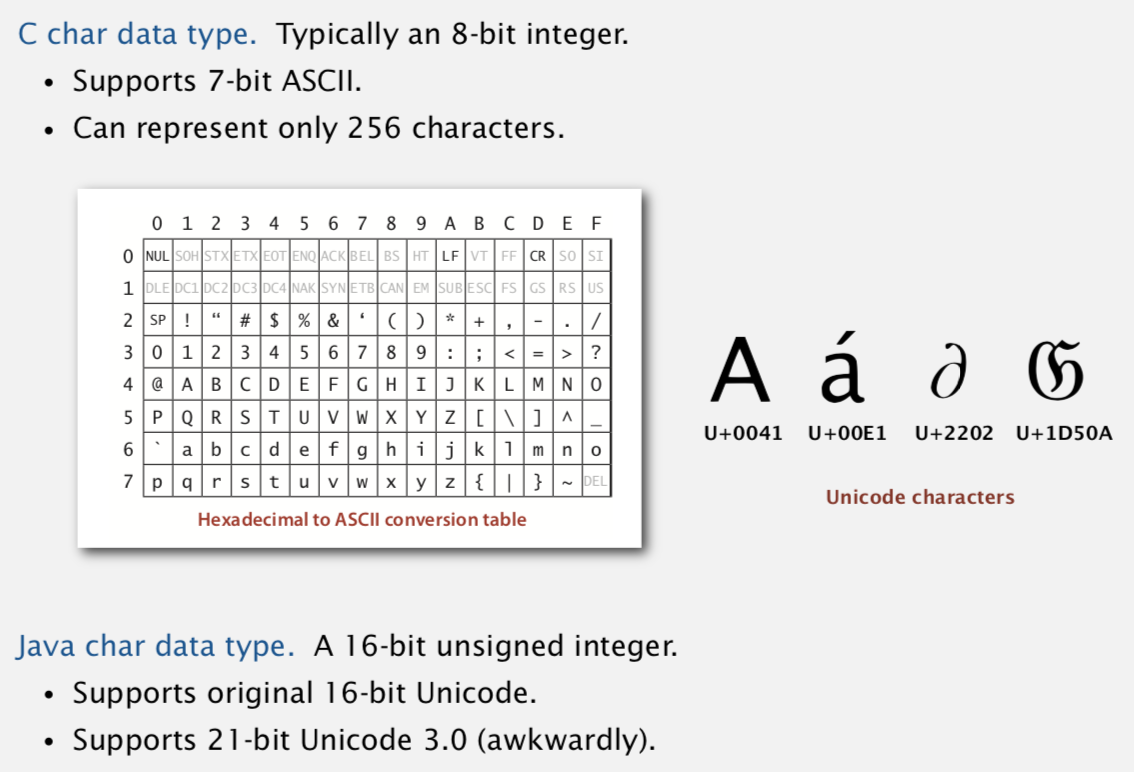 C char data type. Typically an 8-bit integer.
• Supports 7-bit ASCII.
• Can represent only 256 characters.
0 1 2 3 4 5 6 7 8 9 A B C D E F
0 NUL SOH STX ETX EOT ENQ ACK BEL BS HT LF VT FF CR SO SI
1 DLE DC1 DC2 DC3 DC4 NAK SYN ETB CAN EM SUB ESC FS GS RS US
2 SP ! “ # $ % & ‘ ( ) * + , - . /
3 0 1 2 3 4 5 6 7 8 9 : ; < = > ?
4 @ A B C D E F G H I J K L M N O
5 P Q R S T U V W X Y Z [ \ ] ^ _
6 ` a b c d e f g h i j k l m n o
7 p q r s t u v w x y z { | } ~ DEL
Hexadecimal to ASCII conversion table
A á ∂ 𝔊
U+0041 U+00E1 U+2202 U+1D50A
Unicode characters
Java char data type. A 16-bit unsigned integer.
• Supports original 16-bit Unicode.
• Supports 21-bit Unicode 3.0 (awkwardly).